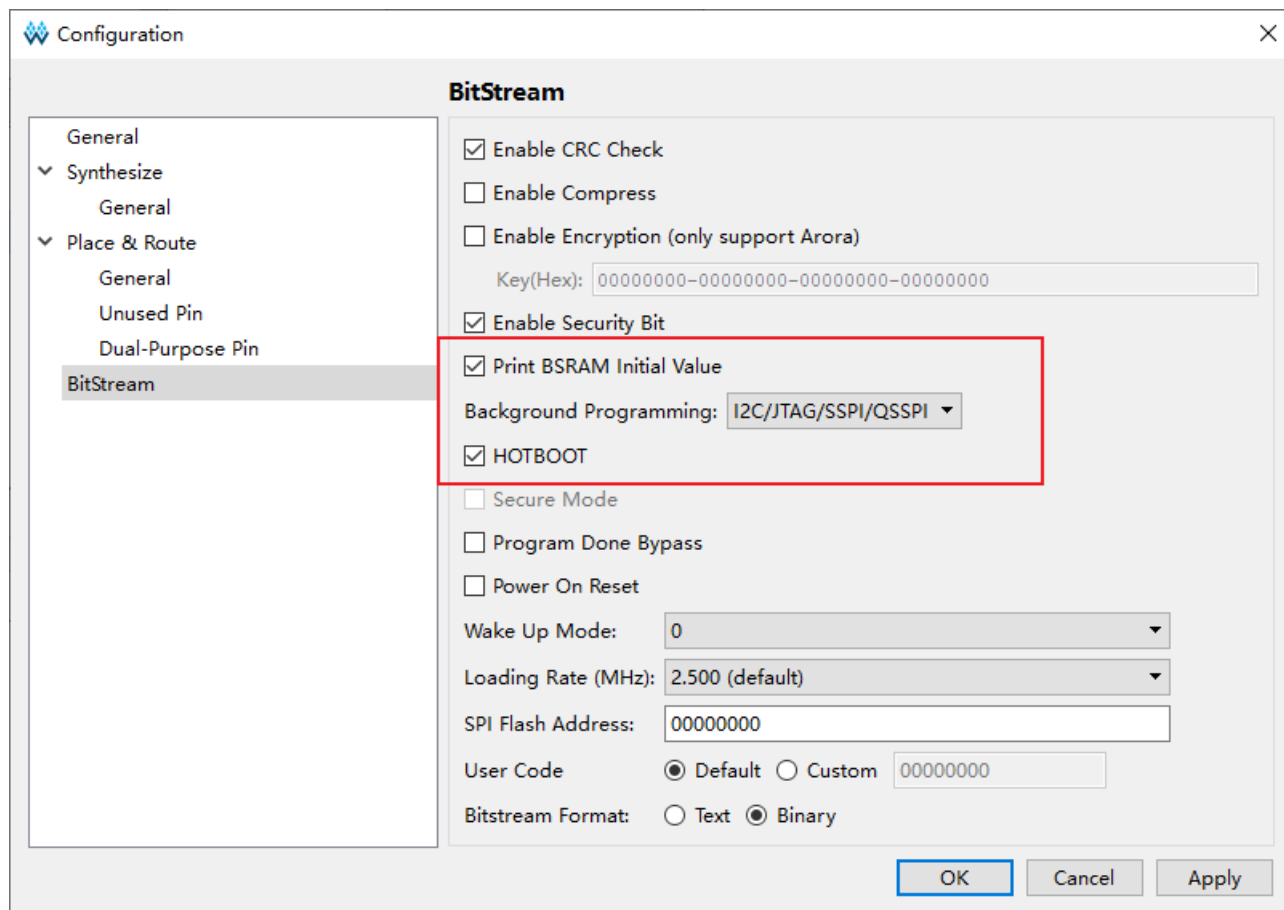 Configuration
BitStream
General
Synthesize
General
Place & Route
General
Unused Pin
Dual-Purpose Pin
BitStream
Enable CRC Check
Enable Compress
Enable Encryption (only support Arora)
Key(Hex): 00000000-00000000-00000000-00000000
Enable Security Bit
Print BSRAM Initial Value
Background Programming: I2C/JTAG/SSPI/QSSPI
HOTBOOT
Secure Mode
Program Done Bypass
Power On Reset
Wake Up Mode: 0
Loading Rate (MHz): 2.500 (default)
SPI Flash Address: 00000000
User Code Default Custom 00000000
Bitstream Format: Text Binary
OK Cancel Apply